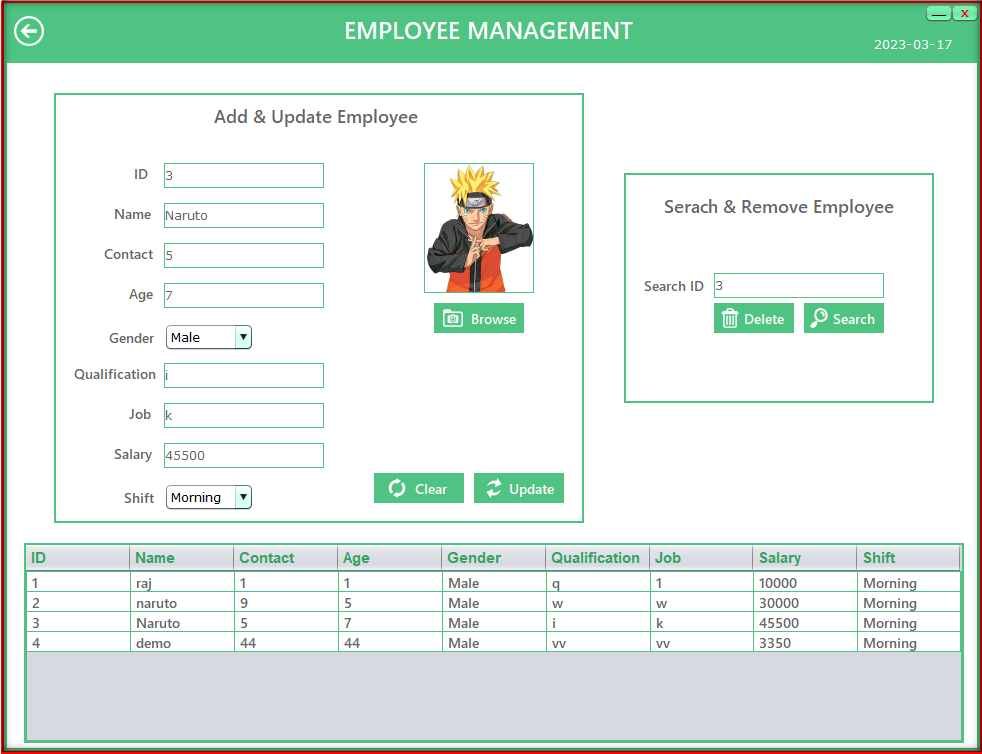 EMPLOYEE MANAGEMENT
X
2023-03-17
Add & Update Employee
ID 3
Name Naruto
Contact 5
Age 7
Gender Male
Qualification i
Job k
Salary 45500
Shift Morning
Browse
Clear Update
Serach & Remove Employee
Search ID 3
Delete Search
ID Name Contact Age Gender Qualification Job Salary Shift
1 raj 1 1 Male q 1 10000 Morning
2 naruto 9 5 Male w w 30000 Morning
3 Naruto 5 7 Male i k 45500 Morning
4 demo 44 44 Male vv vv 3350 Morning